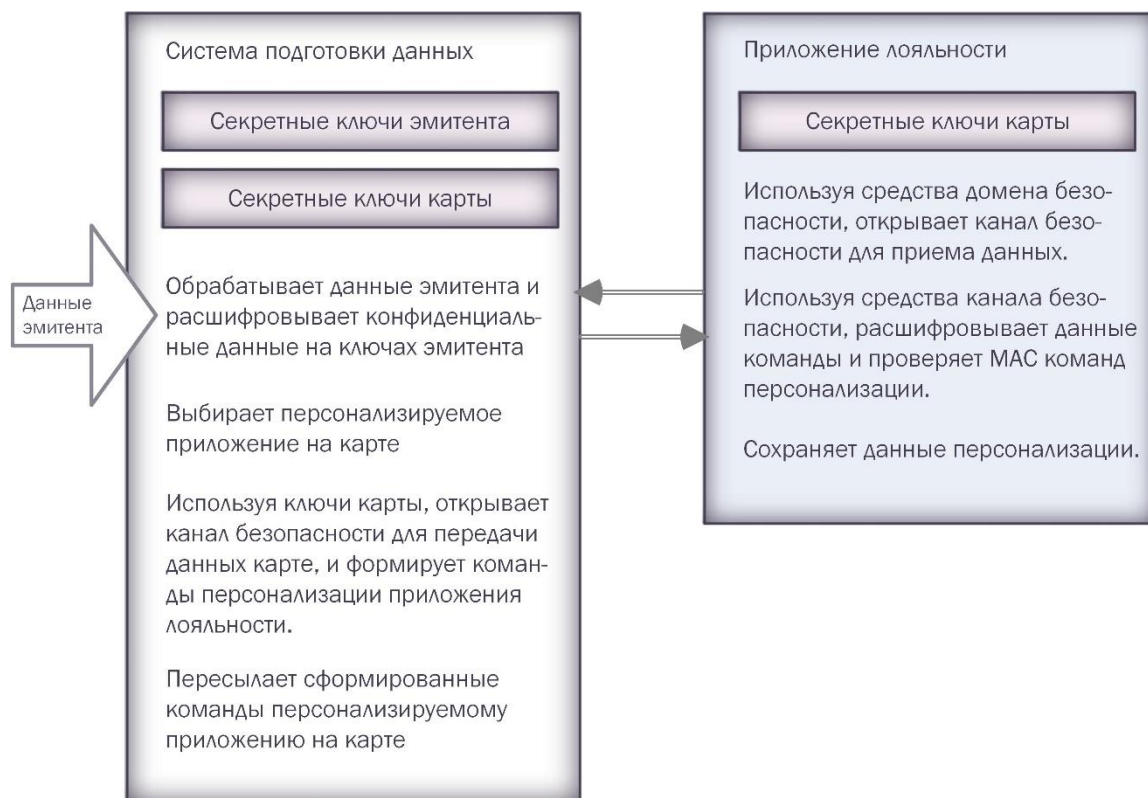 Система подготовки данных
Секретные ключи эмитента
Секретные ключи карты
Данные
эмитента
Обрабатывает данные эмитента и
расшифровывает конфиденциаль-
ные данные на ключах эмитента
Выбирает персонализируемое
приложение на карте
Используя ключи карты, открывает
канал безопасности для передачи
данных карте, и формирует коман-
ды персонализации приложения
лояльности.
Пересылает сформированные
команды персонализируемому
приложению на карте
Приложение лояльности
Секретные ключи карты
Используя средства домена безо-
пасности, открывает канал безо-
пасности для приема данных.
Используя средства канала безо-
пасности, расшифровывает данные
команды и проверяет MAC команд
персонализации.
Сохраняет данные персонализации.